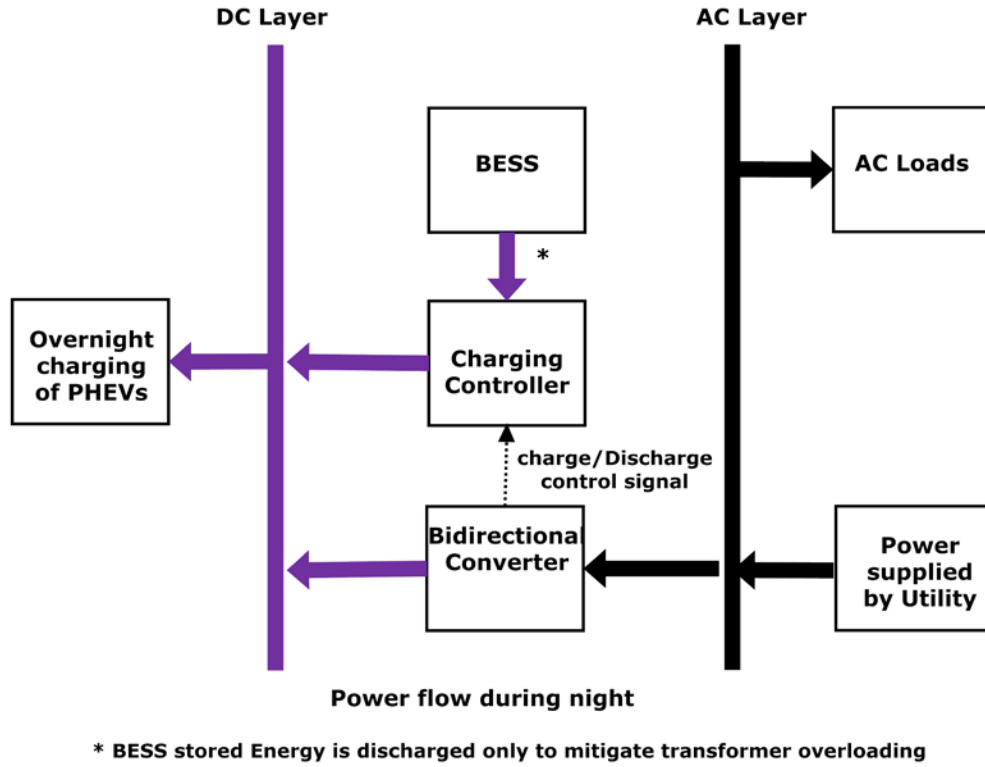 DC Layer
AC Layer
BESS
AC Loads
*
Overnight
charging
of PHEVs
Charging
Controller
charge/Discharge
control signal
Bidirectional
Converter
Power
supplied
by Utility
Power flow during night
* BESS stored Energy is discharged only to mitigate transformer overloading